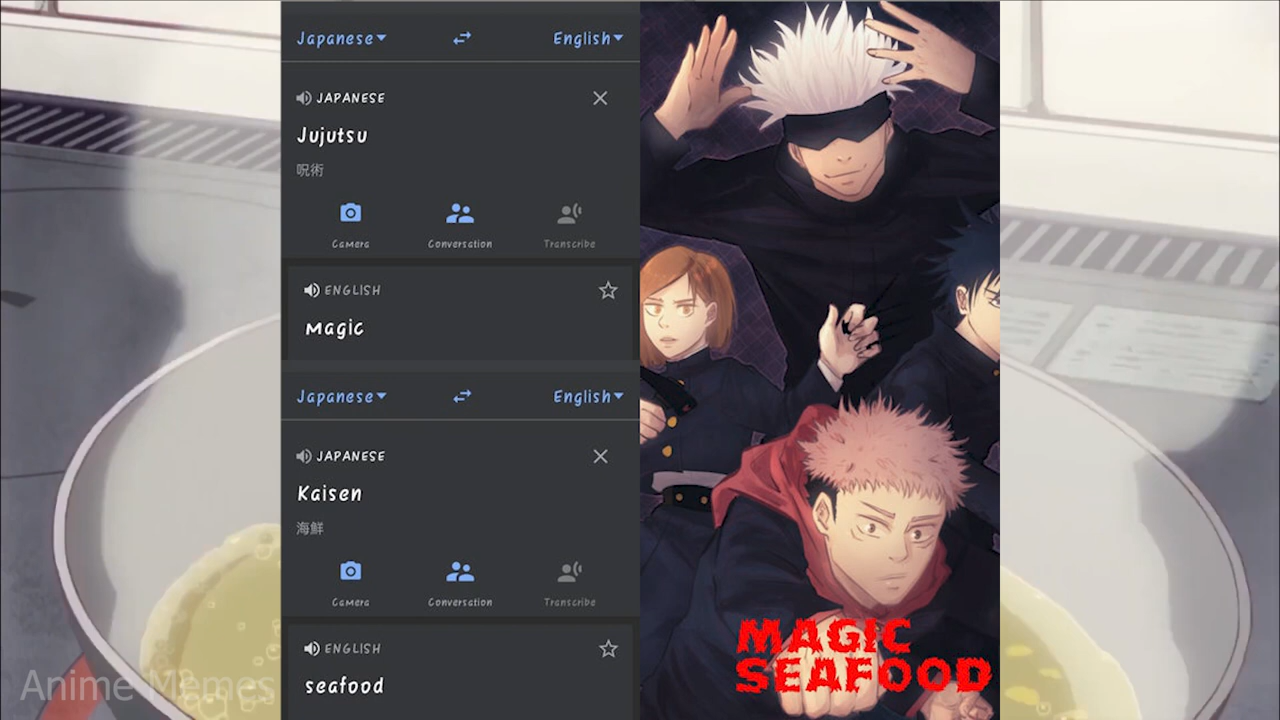 Japanese English
JAPANESE
Jujutsu
呪術
Camera Conversation Transcribe
ENGLISH
Magic
Japanese English
JAPANESE
Kaisen
海鮮
Camera Conversation Transcribe
ENGLISH
seafood
MAGIC
SEAFOOD
Anime Memes